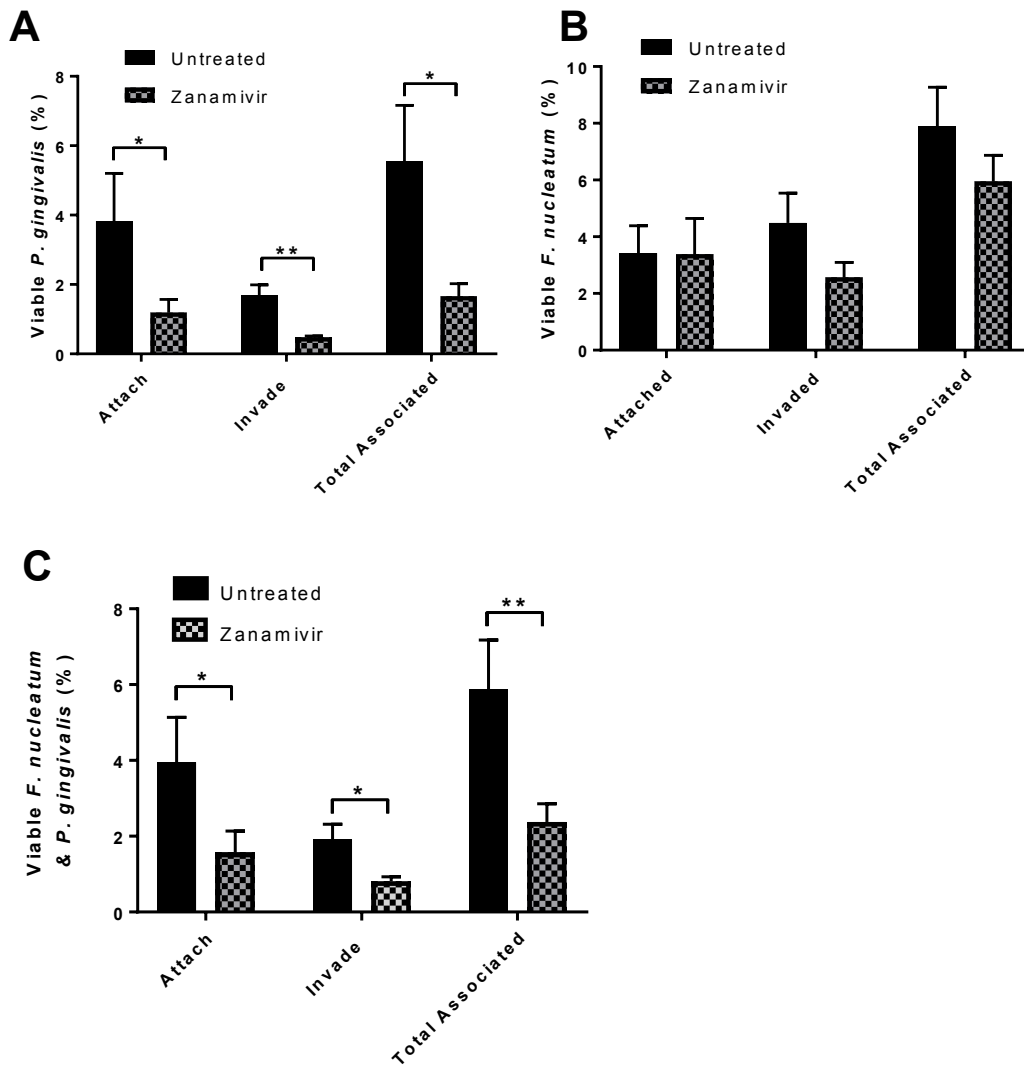 A
Untreated
Zanamivir
Viable P. gingivalis (%)
8
6
4
2
0
*
**
*
Attach
Invade
Total Associated
B
Untreated
Zanamivir
Viable F. nucleatum (%)
10
8
6
4
2
0
Attached
Invaded
Total Associated
C
Untreated
Zanamivir
Viable F. nucleatum
& P. gingivalis (%)
8
6
4
2
0
*
*
**
Attach
Invade
Total Associated